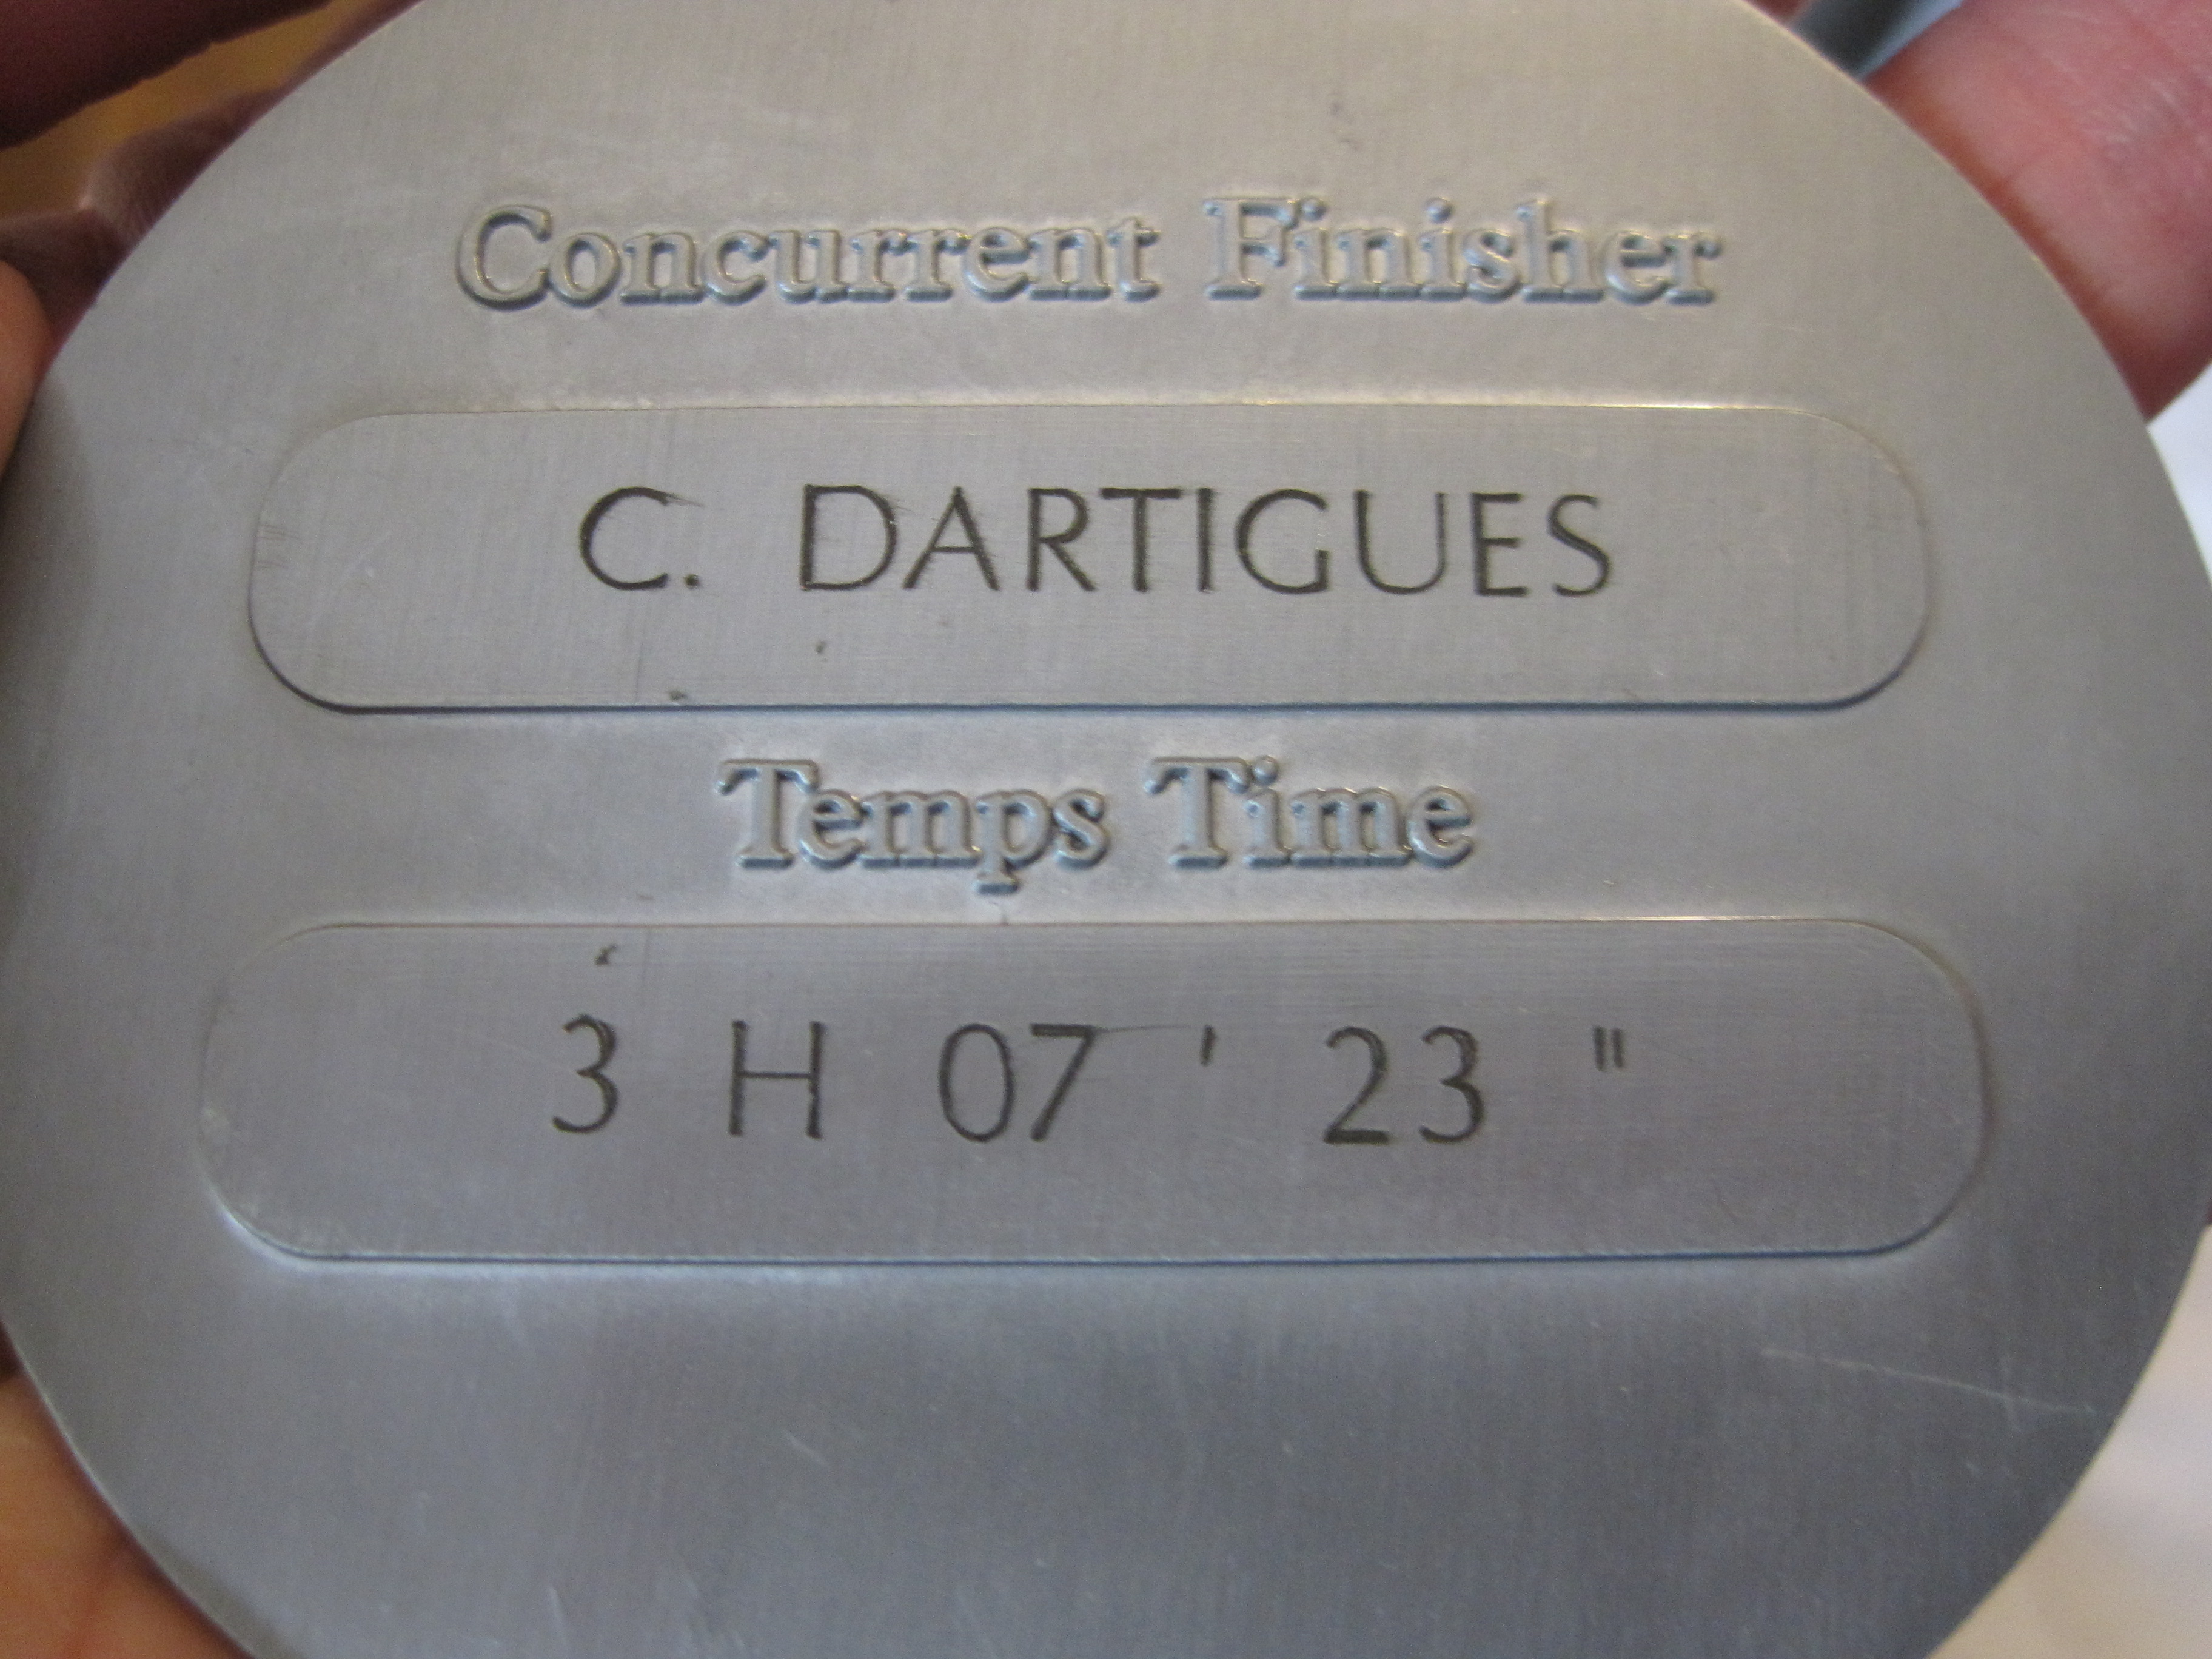 Concurrent Finisher
C. DARTIGUES
Temps Time
3 H 07 ' 23 "